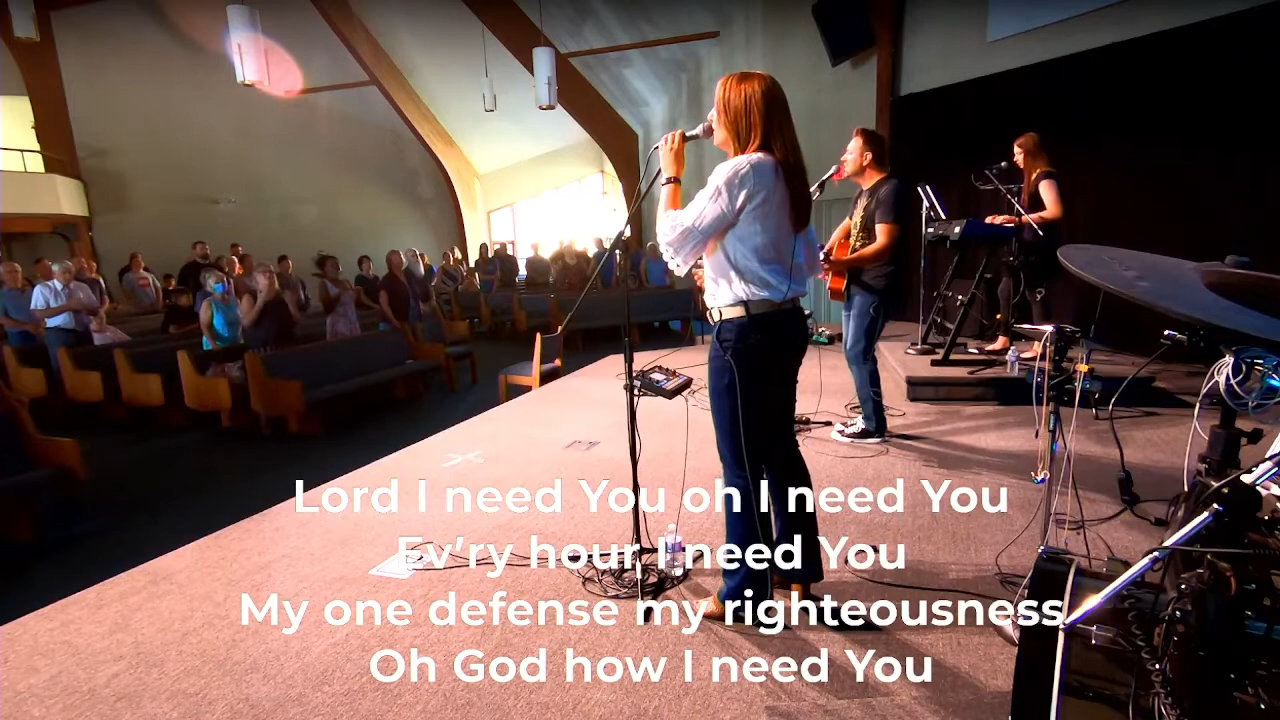 Lord I need You oh I need You
Ev'ry hour I need You
My one defense my righteousness
Oh God how I need You